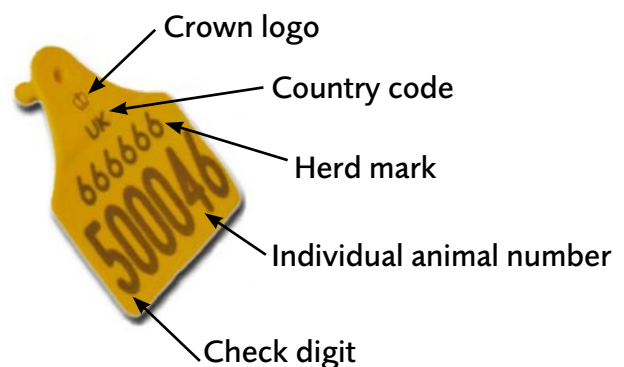 Crown logo
Country code
UK
666666
Herd mark
500046
Individual animal number
Check digit